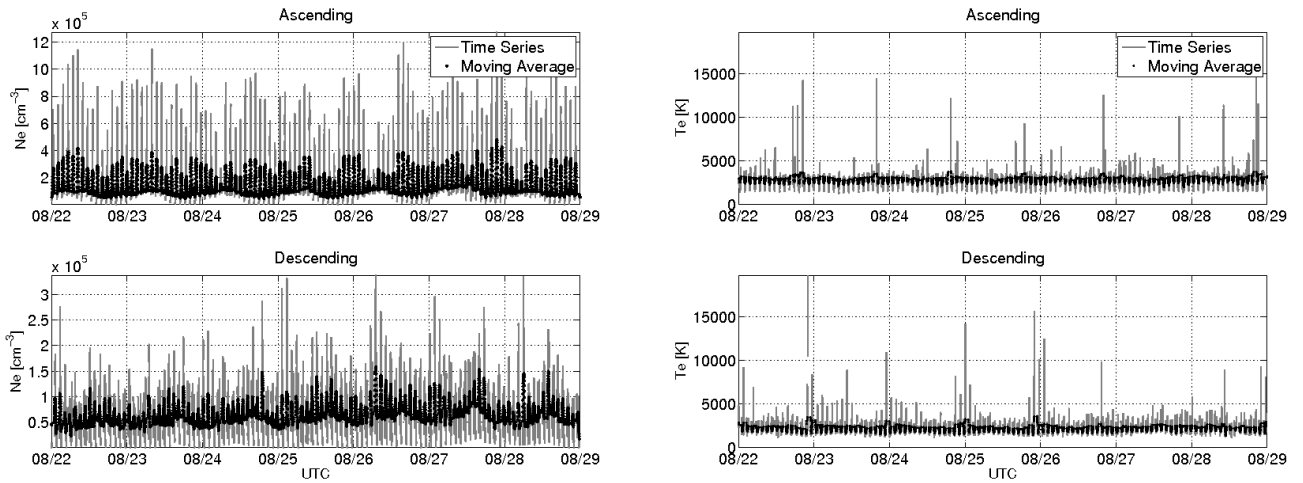 Ascending
x 10⁵
Ne [cm⁻³]
12
10
8
6
4
2
Time Series
Moving Average
08/22 08/23 08/24 08/25 08/26 08/27 08/28 08/29
Ascending
Te [K]
15000
10000
5000
0
Time Series
Moving Average
08/22 08/23 08/24 08/25 08/26 08/27 08/28 08/29
Descending
x 10⁵
Ne [cm⁻³]
3
2.5
2
1.5
1
0.5
08/22 08/23 08/24 08/25 08/26 08/27 08/28 08/29
UTC
Descending
Te [K]
15000
10000
5000
0
08/22 08/23 08/24 08/25 08/26 08/27 08/28 08/29
UTC